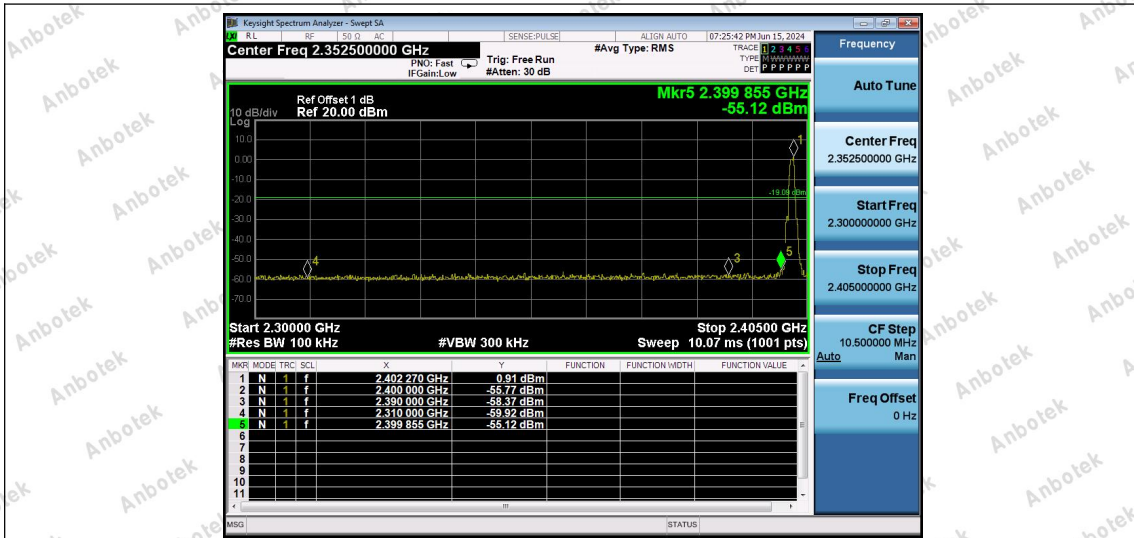 Keysight Spectrum Analyzer - Swept SA
RL RF 50 Ω AC SENSE:PULSE ALIGN AUTO 07:25:42 PM Jun 15, 2024
Center Freq 2.352500000 GHz
PNO: Fast
IFGain:Low
Trig: Free Run
#Atten: 30 dB
#Avg Type: RMS
TRACE 1 2 3 4 5 6
TYPE M WWWWW
DET P P P P P P
Mkr5 2.399 855 GHz
-55.12 dBm
Ref Offset 1 dB
Ref 20.00 dBm
10 dB/div
Log
10.0
0.00
-10.0
-20.0
-30.0
-40.0
-50.0
-60.0
-70.0
1
-19.09 dBm
4
3
5
Start 2.30000 GHz
Stop 2.40500 GHz
#Res BW 100 kHz
#VBW 300 kHz
Sweep 10.07 ms (1001 pts)
MKR MODE TRC SCL X Y FUNCTION FUNCTION WIDTH FUNCTION VALUE
1 N 1 f 2.402 270 GHz 0.91 dBm
2 N 1 f 2.400 000 GHz -55.77 dBm
3 N 1 f 2.390 000 GHz -58.37 dBm
4 N 1 f 2.310 000 GHz -59.92 dBm
5 N 1 f 2.399 855 GHz -55.12 dBm
6
7
8
9
10
11
MSG
STATUS
Frequency
Auto Tune
Center Freq
2.352500000 GHz
Start Freq
2.300000000 GHz
Stop Freq
2.405000000 GHz
CF Step
10.500000 MHz
Auto Man
Freq Offset
0 Hz
Anbotek